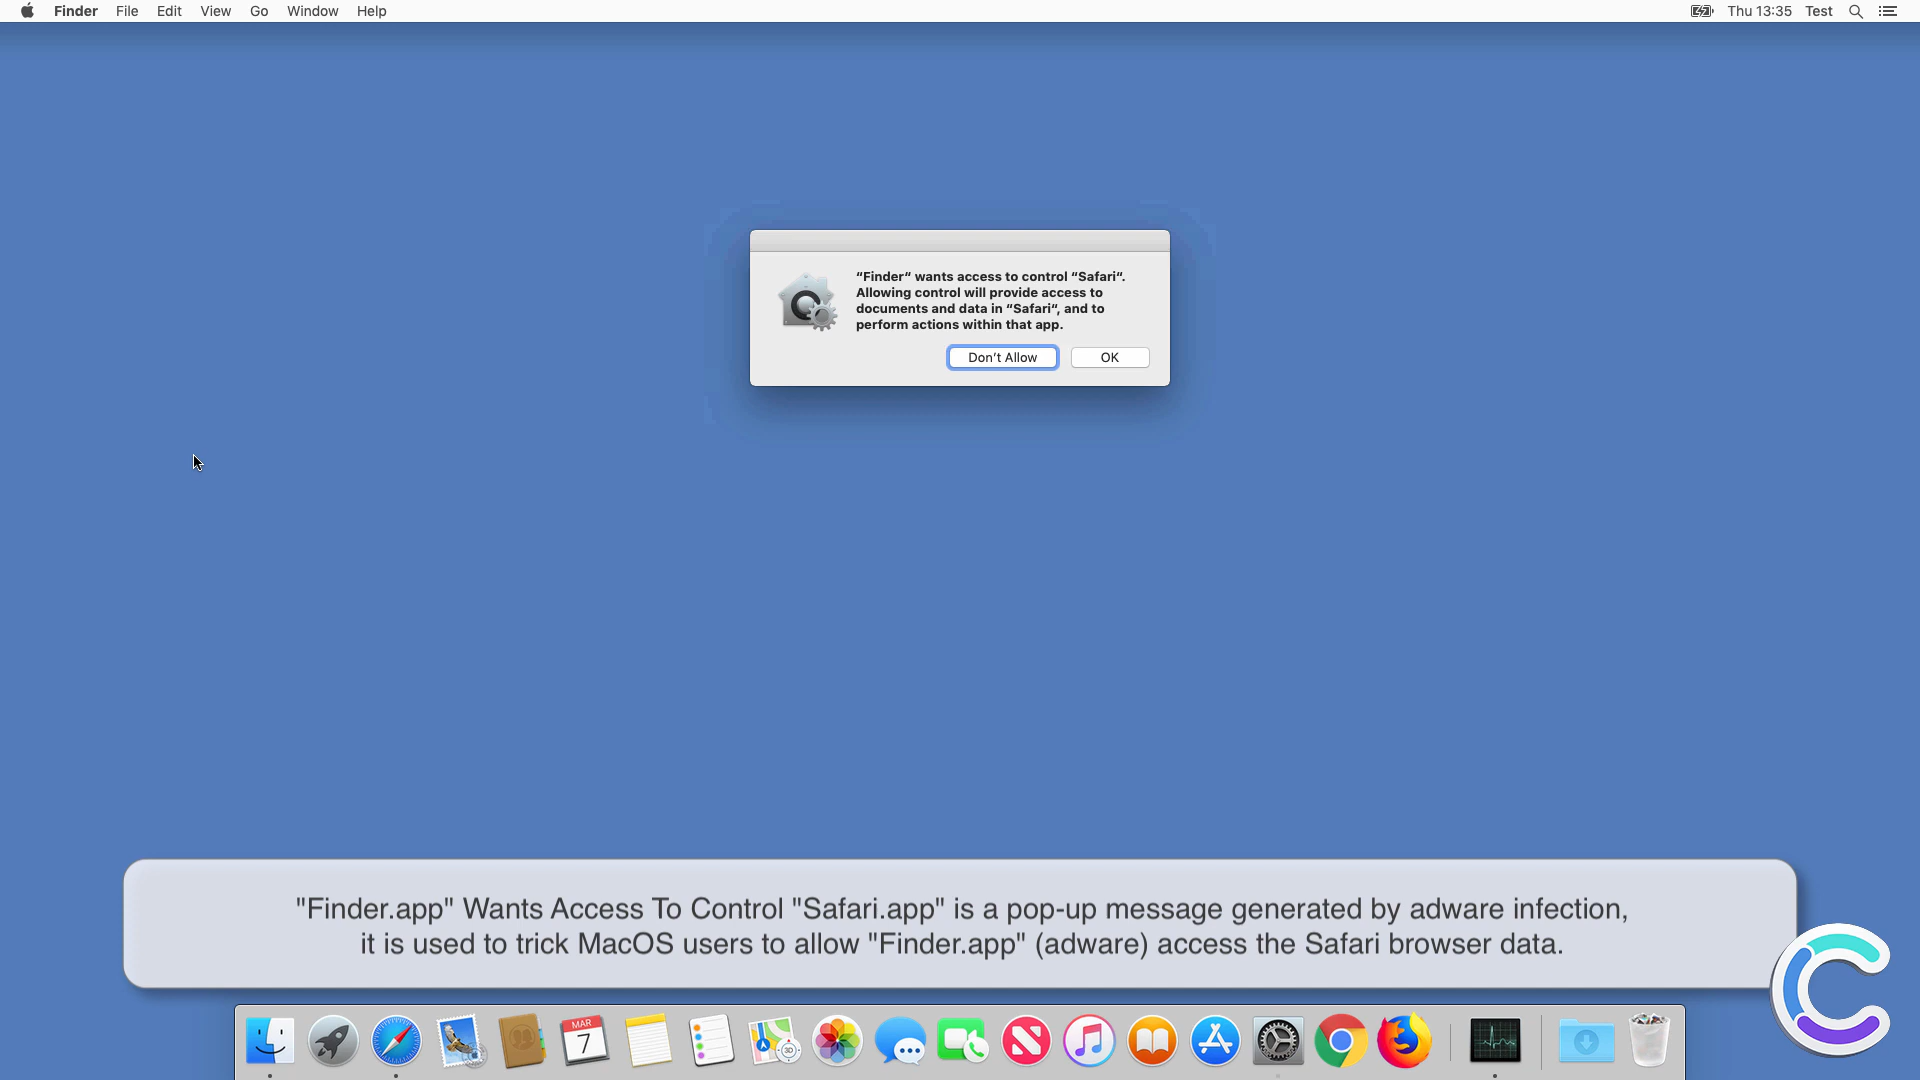 Finder File Edit View Go Window Help
Thu 13:35 Test
“Finder“ wants access to control “Safari“.
Allowing control will provide access to
documents and data in “Safari“, and to
perform actions within that app.
Don't Allow
OK
"Finder.app" Wants Access To Control "Safari.app" is a pop-up message generated by adware infection,
it is used to trick MacOS users to allow "Finder.app" (adware) access the Safari browser data.
MAR
7
3D